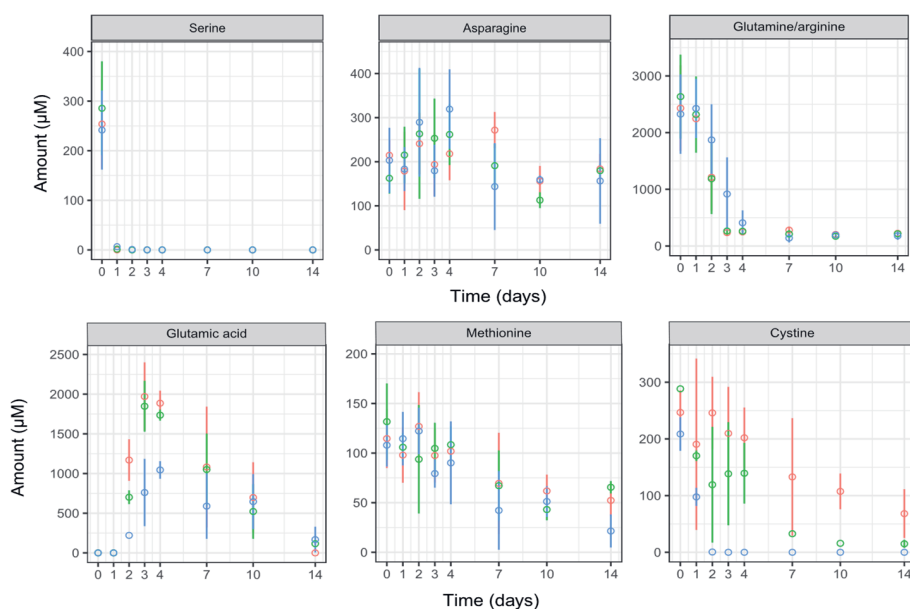 Serine
Asparagine
Glutamine/arginine
Amount (µM)
400
300
200
100
0
0 1 2 3 4 7 10 14
400
300
200
100
0
0 1 2 3 4 7 10 14
3000
2000
1000
0
0 1 2 3 4 7 10 14
Time (days)
Glutamic acid
Methionine
Cystine
Amount (µM)
2500
2000
1500
1000
500
0
0 1 2 3 4 7 10 14
200
150
100
50
0
0 1 2 3 4 7 10 14
300
200
100
0
0 1 2 3 4 7 10 14
Time (days)